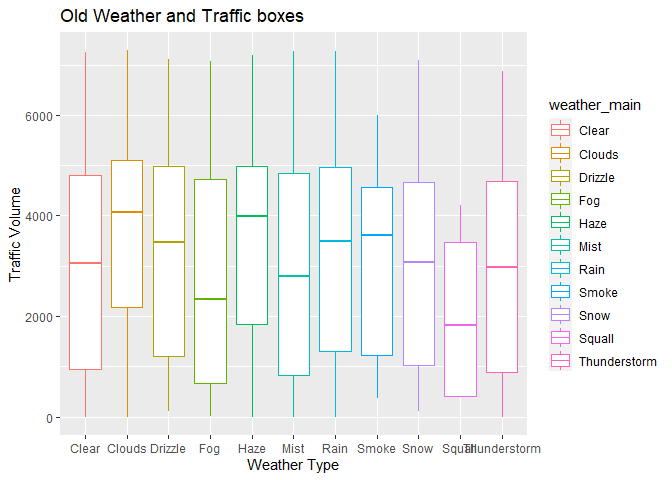 Old Weather and Traffic boxes
Traffic Volume
6000
4000
2000
0
Clear Clouds Drizzle Fog Haze Mist Rain Smoke Snow Squall Thunderstorm
Weather Type
weather_main
Clear
Clouds
Drizzle
Fog
Haze
Mist
Rain
Smoke
Snow
Squall
Thunderstorm